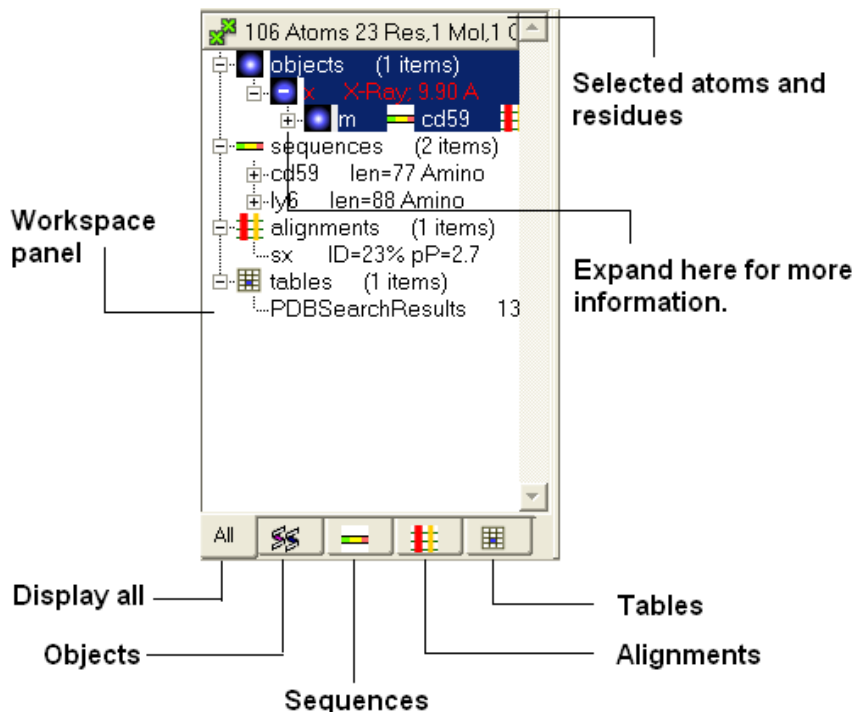 106 Atoms 23 Res,1 Mol,1 C
objects (1 items)
x X-Ray; 9.90 A
m cd59
sequences (2 items)
cd59 len=77 Amino
ly6 len=88 Amino
alignments (1 items)
sx ID=23% pP=2.7
tables (1 items)
PDBSearchResults 13
All
Selected atoms and
residues
Workspace
panel
Expand here for more
information.
Display all
Objects
Sequences
Tables
Alignments